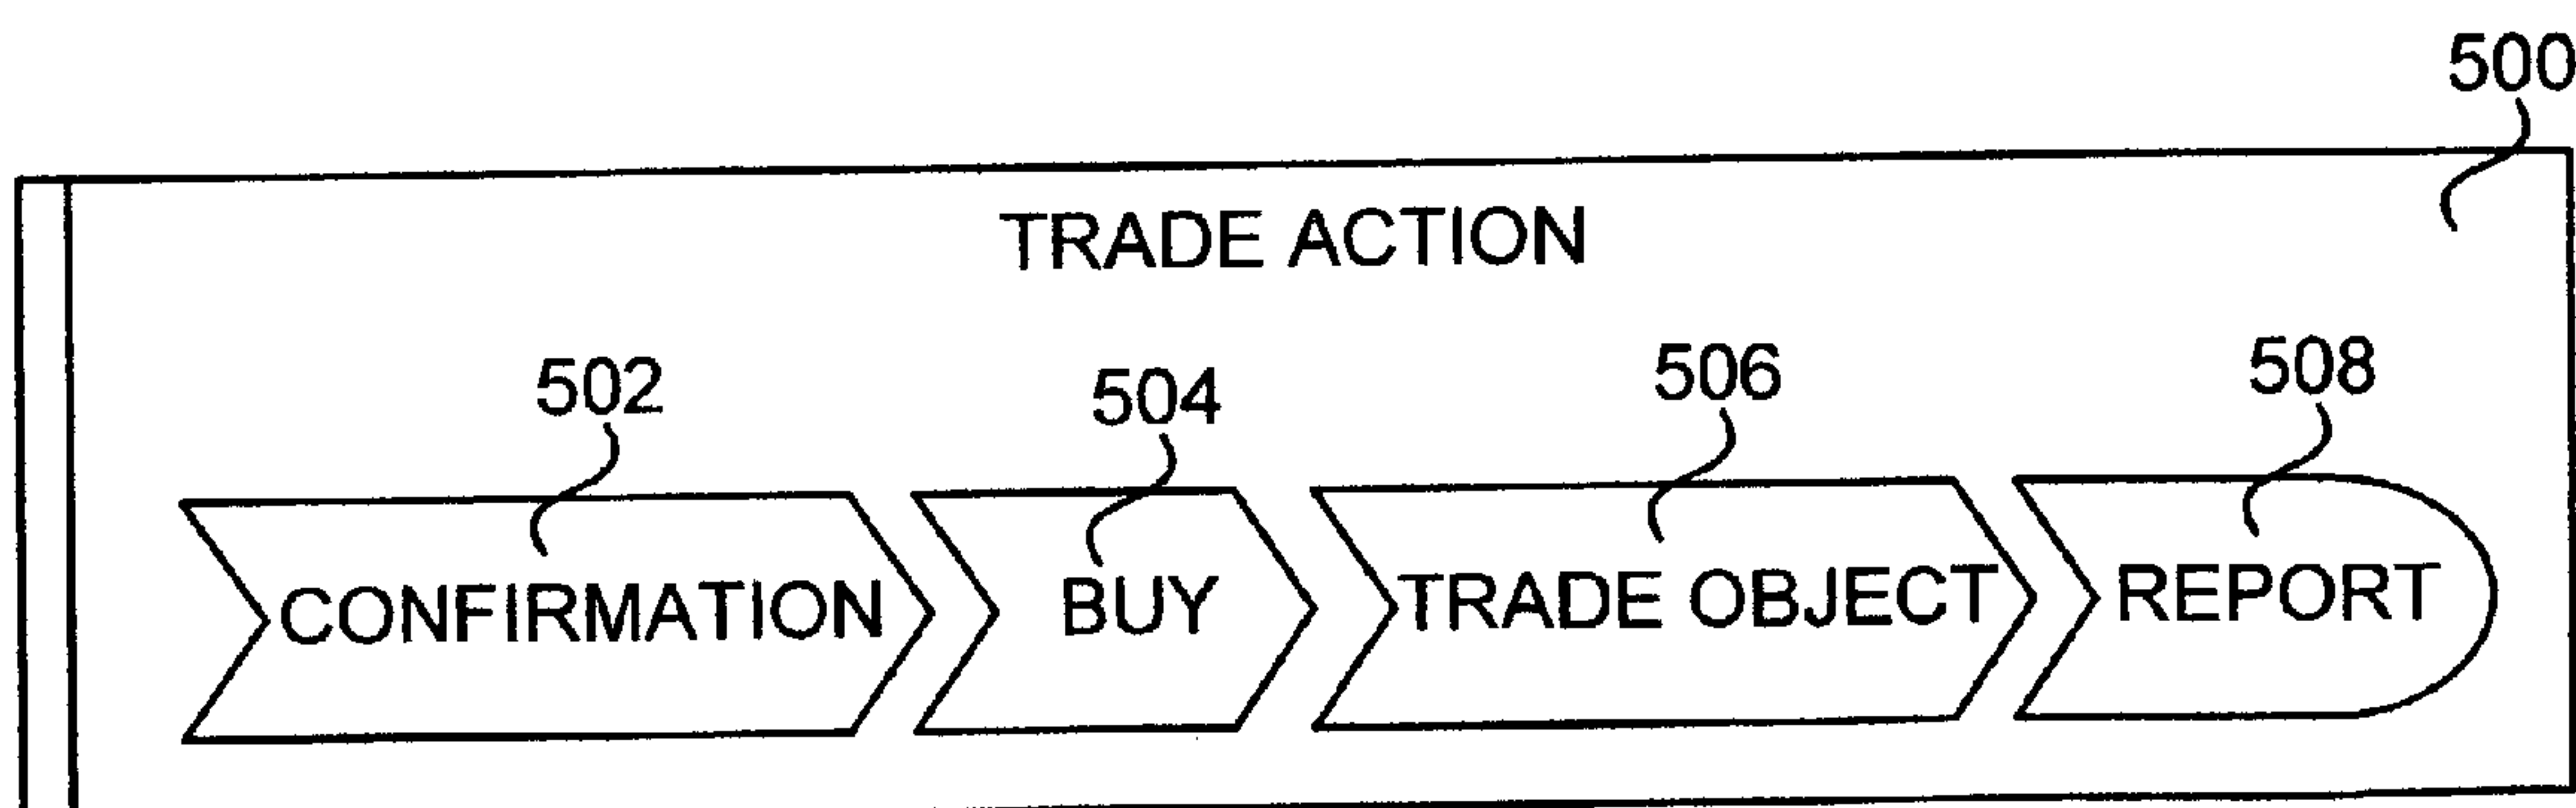 500
TRADE ACTION
502
504
506
508
CONFIRMATION
BUY
TRADE OBJECT
REPORT